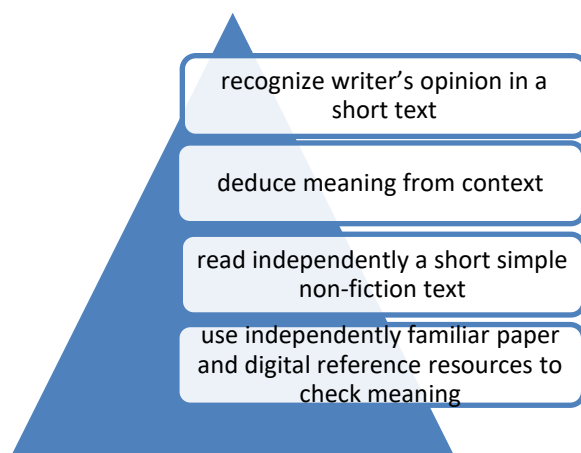 recognize writer’s opinion in a
short text
deduce meaning from context
read independently a short simple
non-fiction text
use independently familiar paper
and digital reference resources to
check meaning